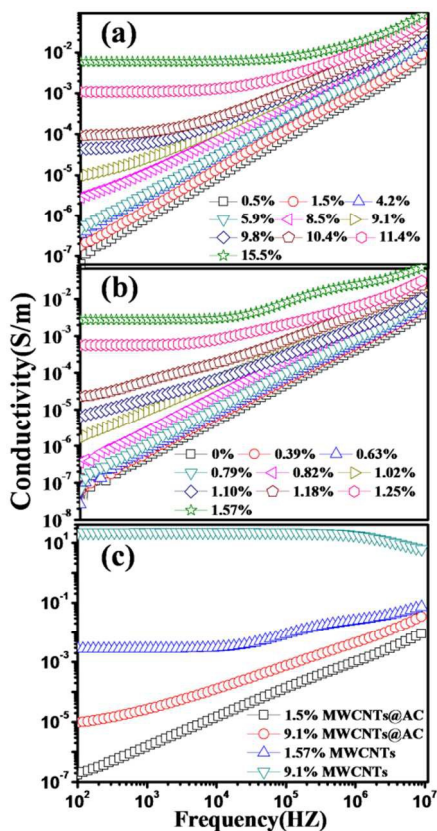 (a)
10⁻²
10⁻³
10⁻⁴
10⁻⁵
10⁻⁶
10⁻⁷
0.5% 1.5% 4.2%
5.9% 8.5% 9.1%
9.8% 10.4% 11.4%
15.5%
(b)
10⁻²
10⁻³
10⁻⁴
10⁻⁵
10⁻⁶
10⁻⁷
10⁻⁸
0% 0.39% 0.63%
0.79% 0.82% 1.02%
1.10% 1.18% 1.25%
1.57%
Conductivity(S/m)
(c)
10¹
10⁻¹
10⁻³
10⁻⁵
10⁻⁷
1.5% MWCNTs@AC
9.1% MWCNTs@AC
1.57% MWCNTs
9.1% MWCNTs
10² 10³ 10⁴ 10⁵ 10⁶ 10⁷
Frequency(HZ)